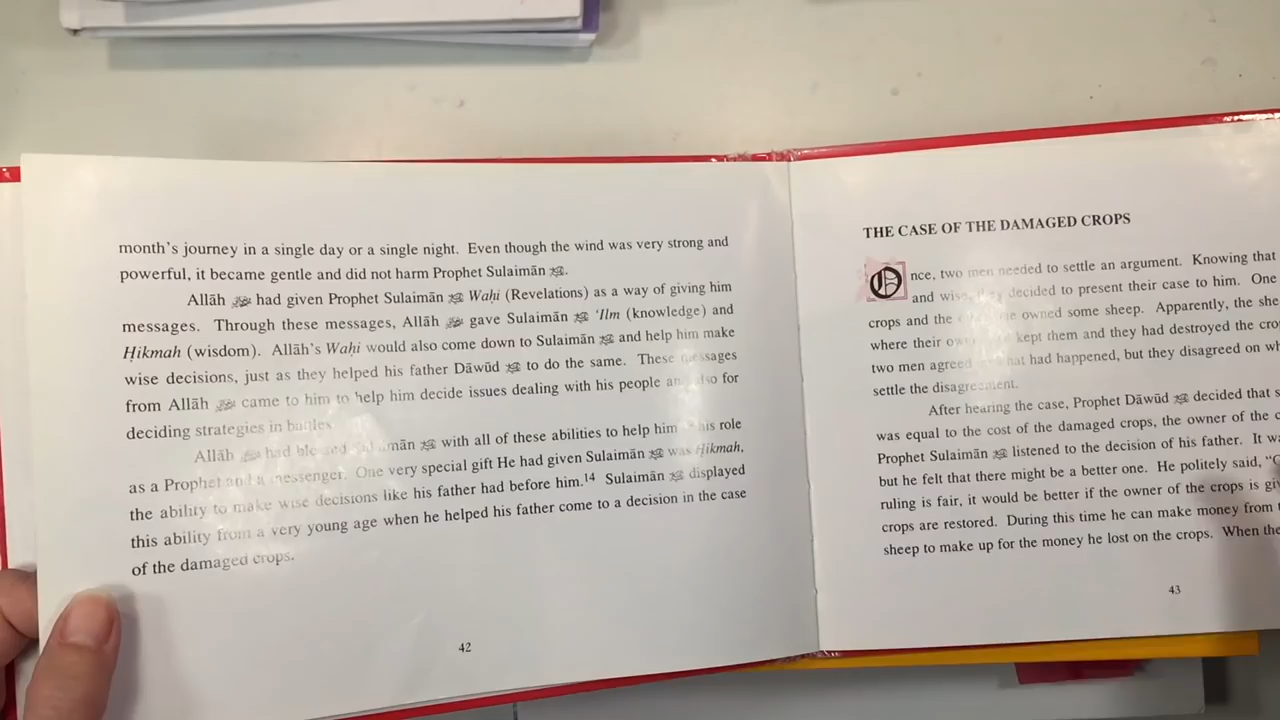 month's journey in a single day or a single night. Even though the wind was very strong and
powerful, it became gentle and did not harm Prophet Sulaimān.
Allāh had given Prophet Sulaimān Waḥi (Revelations) as a way of giving him
messages. Through these messages, Allāh gave Sulaimān 'Ilm (knowledge) and
Ḥikmah (wisdom). Allāh's Waḥi would also come down to Sulaimān and help him make
wise decisions, just as they helped his father Dāwūd to do the same. These messages
from Allāh came to him to help him decide issues dealing with his people and also for
deciding strategies in battles
Allāh had blessed Sulaimān with all of these abilities to help him his role
as a Prophet and a messenger. One very special gift He had given Sulaimān was Ḥikmah,
the ability to make wise decisions like his father had before him.14 Sulaimān displayed
this ability from a very young age when he helped his father come to a decision in the case
of the damaged crops.
42
THE CASE OF THE DAMAGED CROPS
Once, two men needed to settle an argument. Knowing that
and wise, they decided to present their case to him. One
crops and the owned some sheep. Apparently, the she
where their kept them and they had destroyed the cro
two men agreed what had happened, but they disagreed on wh
settle the disagreement.
After hearing the case, Prophet Dāwūd decided that s
was equal to the cost of the damaged crops, the owner of the c
Prophet Sulaimān listened to the decision of his father. It wa
but he felt that there might be a better one. He politely said, "
ruling is fair, it would be better if the owner of the crops is giv
crops are restored. During this time he can make money from
sheep to make up for the money he lost on the crops. When the
43